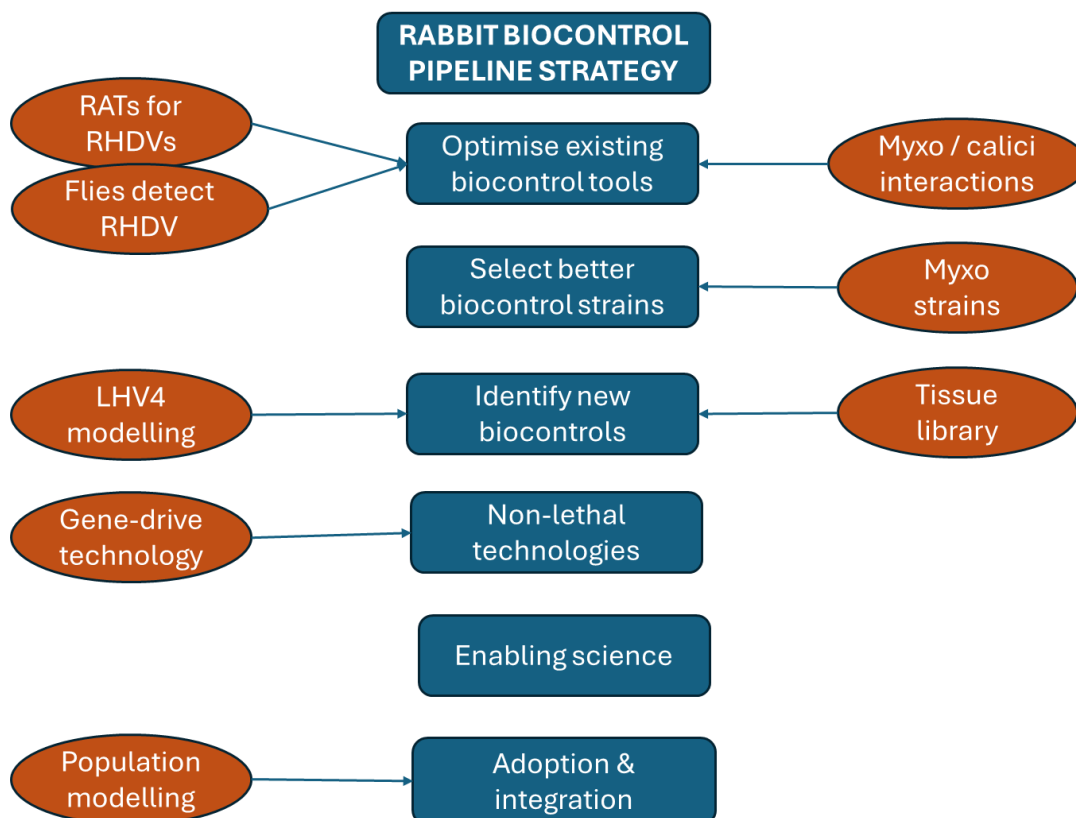 RABBIT BIOCONTROL
PIPELINE STRATEGY
RATs for
RHDVs
Flies detect
RHDV
Optimise existing
biocontrol tools
Myxo / calici
interactions
Select better
biocontrol strains
Myxo
strains
LHV4
modelling
Identify new
biocontrols
Tissue
library
Gene-drive
technology
Non-lethal
technologies
Enabling science
Population
modelling
Adoption &
integration